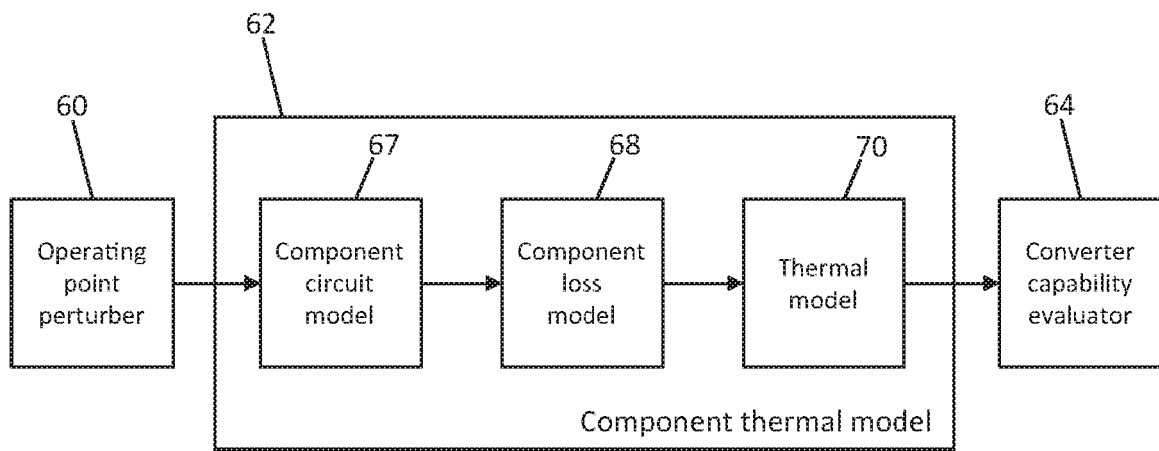 62
60
67
68
70
64
Operating
point
perturber
Component
circuit
model
Component
loss
model
Thermal
model
Converter
capability
evaluator
Component thermal model